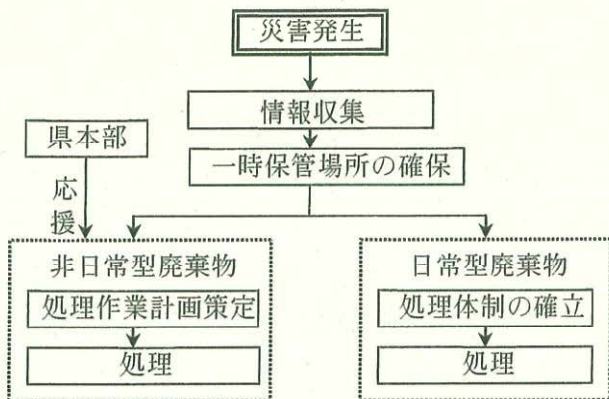 災害発生
情報収集
県本部
一時保管場所の確保
応援
非日常型廃棄物
処理作業計画策定
処理
日常型廃棄物
処理体制の確立
処理